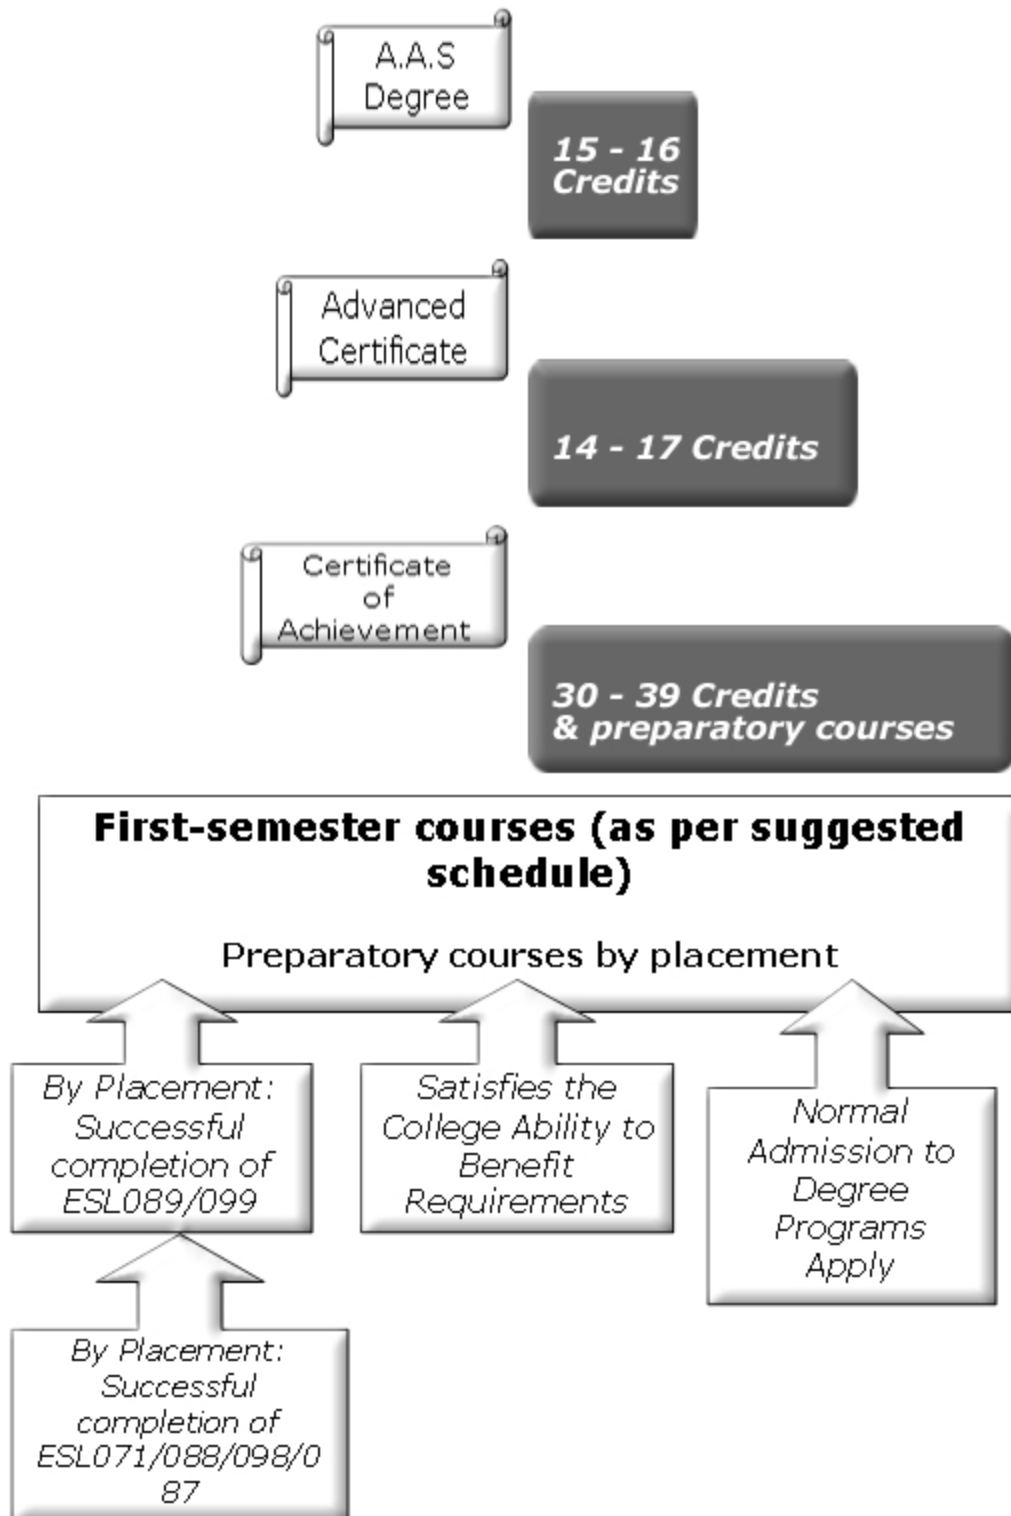 A.A.S
Degree
15 - 16
Credits
Advanced
Certificate
14 - 17 Credits
Certificate
of
Achievement
30 - 39 Credits
& preparatory courses
First-semester courses (as per suggested
schedule)
Preparatory courses by placement
By Placement:
Successful
completion of
ESL089/099
Satisfies the
College Ability to
Benefit
Requirements
Normal
Admission to
Degree
Programs
Apply
By Placement:
Successful
completion of
ESL071/088/098/0
87